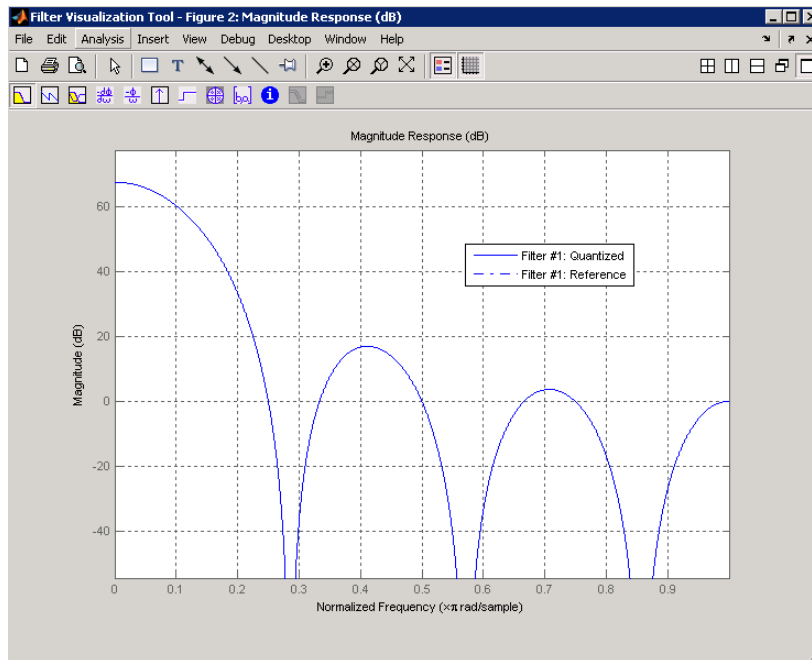 Filter Visualization Tool - Figure 2: Magnitude Response (dB)
File Edit Analysis Insert View Debug Desktop Window Help
Magnitude Response (dB)
60
40
20
0
-20
-40
Magnitude (dB)
Filter #1: Quantized
Filter #1: Reference
0 0.1 0.2 0.3 0.4 0.5 0.6 0.7 0.8 0.9
Normalized Frequency (×π rad/sample)